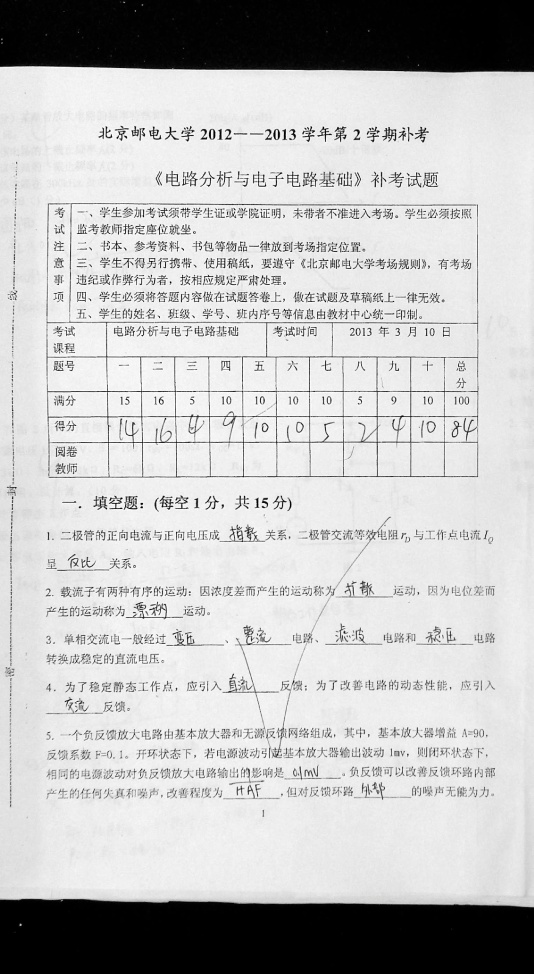 北京邮电大学 2012——2013 学年第 2 学期补考
《电路分析与电子电路基础》补考试题
考试注意事项
一、学生参加考试须带学生证或学院证明，未带者不准进入考场。学生必须按照
监考教师指定座位就坐。
二、书本、参考资料、书包等物品一律放到考场指定位置。
三、学生不得另行携带、使用稿纸，要遵守《北京邮电大学考场规则》，有考场
违纪或作弊行为者，按相应规定严肃处理。
四、学生必须将答题内容做在试题答卷上，做在试题及草稿纸上一律无效。
五、学生的姓名、班级、学号、班内序号等信息由教材中心统一印制。
考试课程 电路分析与电子电路基础 考试时间 2013 年 3 月 10 日
题号 一 二 三 四 五 六 七 八 九 十 总分
满分 15 16 5 10 10 10 10 5 9 10 100
得分 14 16 4 9 10 10 5 2 4 10 84
阅卷教师
一．填空题：(每空 1 分，共 15 分)
1. 二极管的正向电流与正向电压成 指数 关系，二极管交流等效电阻 r_D 与工作点电流 I_Q
呈 反比 关系。
2. 载流子有两种有序的运动：因浓度差而产生的运动称为 扩散 运动，因为电位差而
产生的运动称为 漂移 运动。
3. 单相交流电一般经过 变压 、 整流 电路、 滤波 电路和 稳压 电路
转换成稳定的直流电压。
4. 为了稳定静态工作点，应引入 直流 反馈；为了改善电路的动态性能，应引入
交流 反馈。
5. 一个负反馈放大电路由基本放大器和无源反馈网络组成，其中，基本放大器增益 A=90,
反馈系数 F=0.1。开环状态下，若电源波动引起基本放大器输出波动 1mv，则闭环状态下，
相同的电源波动对负反馈放大电路输出的影响是 0.1mV 。负反馈可以改善反馈环路内部
产生的任何失真和噪声,改善程度为 1+AF ,但对反馈环路 外部 的噪声无能为力。
1
封